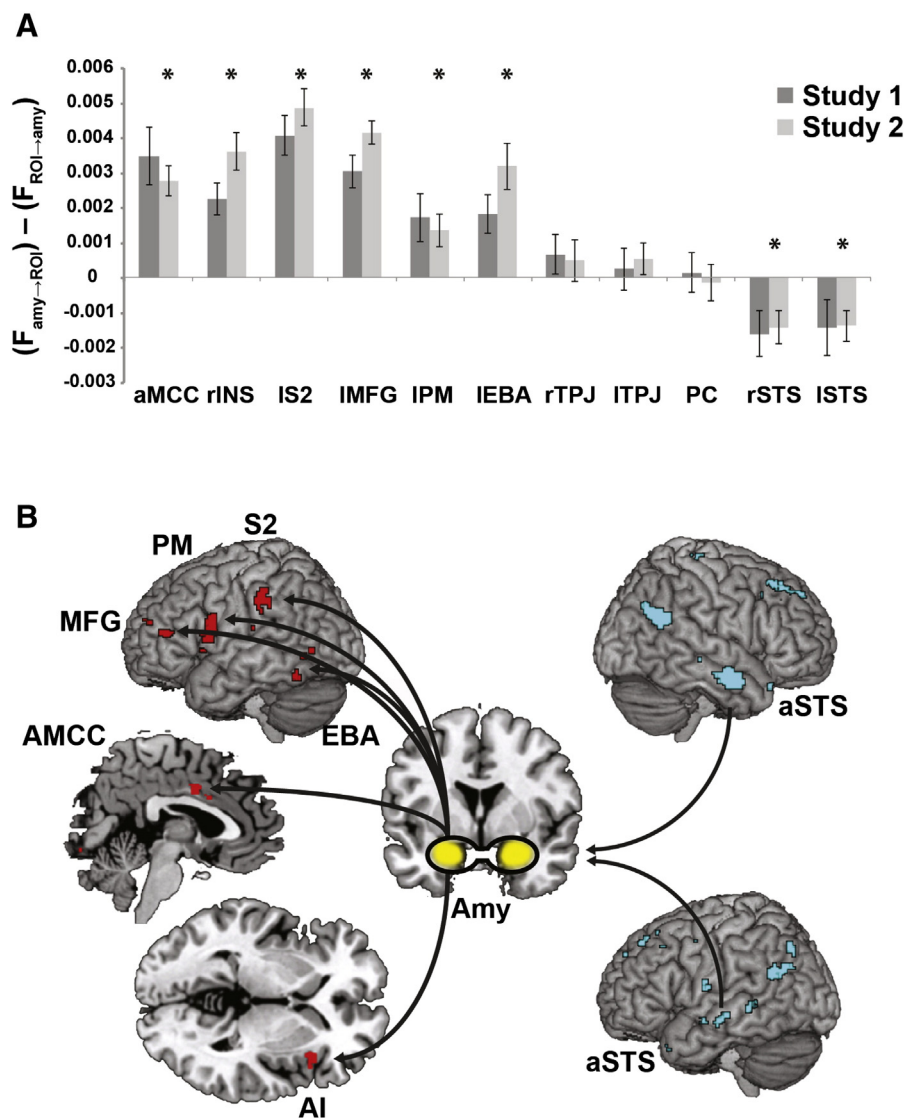 A
(F amy→ROI) – (F ROI→amy)
0.006
0.005
0.004
0.003
0.002
0.001
0
-0.001
-0.002
-0.003
* * * * * * * *
Study 1
Study 2
aMCC rINS lS2 lMFG lPM lEBA rTPJ lTPJ PC rSTS lSTS
B
S2
PM
MFG
EBA
AMCC
Amy
AI
aSTS
aSTS